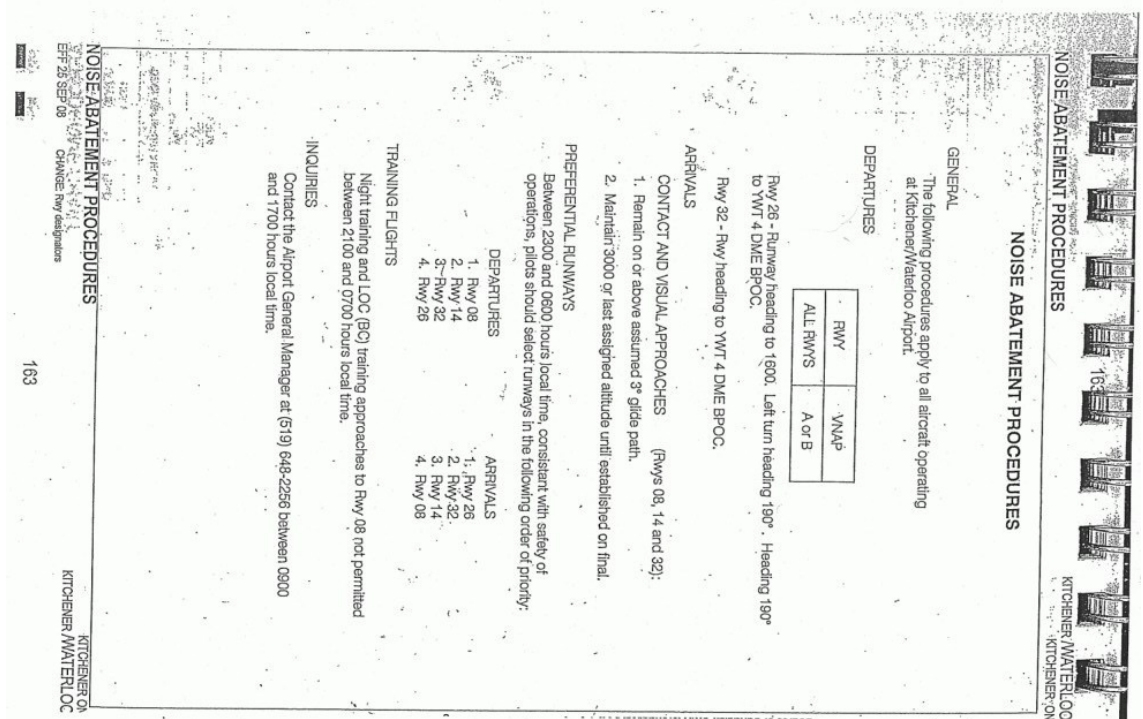 NOISE ABATEMENT PROCEDURES
163
KITCHENER/WATERLOO
KITCHENER ON
NOISE ABATEMENT PROCEDURES
GENERAL
The following procedures apply to all aircraft operating
at Kitchener/Waterloo Airport.
DEPARTURES
RWY VNAP
ALL RWYS A or B
Rwy 26 - Runway heading to 1600. Left turn heading 190°. Heading 190°
to YWT 4 DME BPOC.
Rwy 32 - Rwy heading to YWT 4 DME BPOC.
ARRIVALS
CONTACT AND VISUAL APPROACHES (Rwys 08, 14 and 32):
1. Remain on or above assumed 3° glide path.
2. Maintain 3000 or last assigned altitude until established on final.
PREFERENTIAL RUNWAYS
Between 2300 and 0600 hours local time, consistant with safety of
operations, pilots should select runways in the following order of priority:
DEPARTURES ARRIVALS
1. Rwy 08 1. Rwy 26
2. Rwy 14 2. Rwy 32
3. Rwy 32 3. Rwy 14
4. Rwy 26 4. Rwy 08
TRAINING FLIGHTS
Night training and LOC (BC) training approaches to Rwy 08 not permitted
between 2100 and 0700 hours local time.
INQUIRIES
Contact the Airport General Manager at (519) 648-2256 between 0900
and 1700 hours local time.
NOISE ABATEMENT PROCEDURES
KITCHENER ON
EFF 25 SEP 08 CHANGE: Rwy designators
163
KITCHENER/WATERLOO